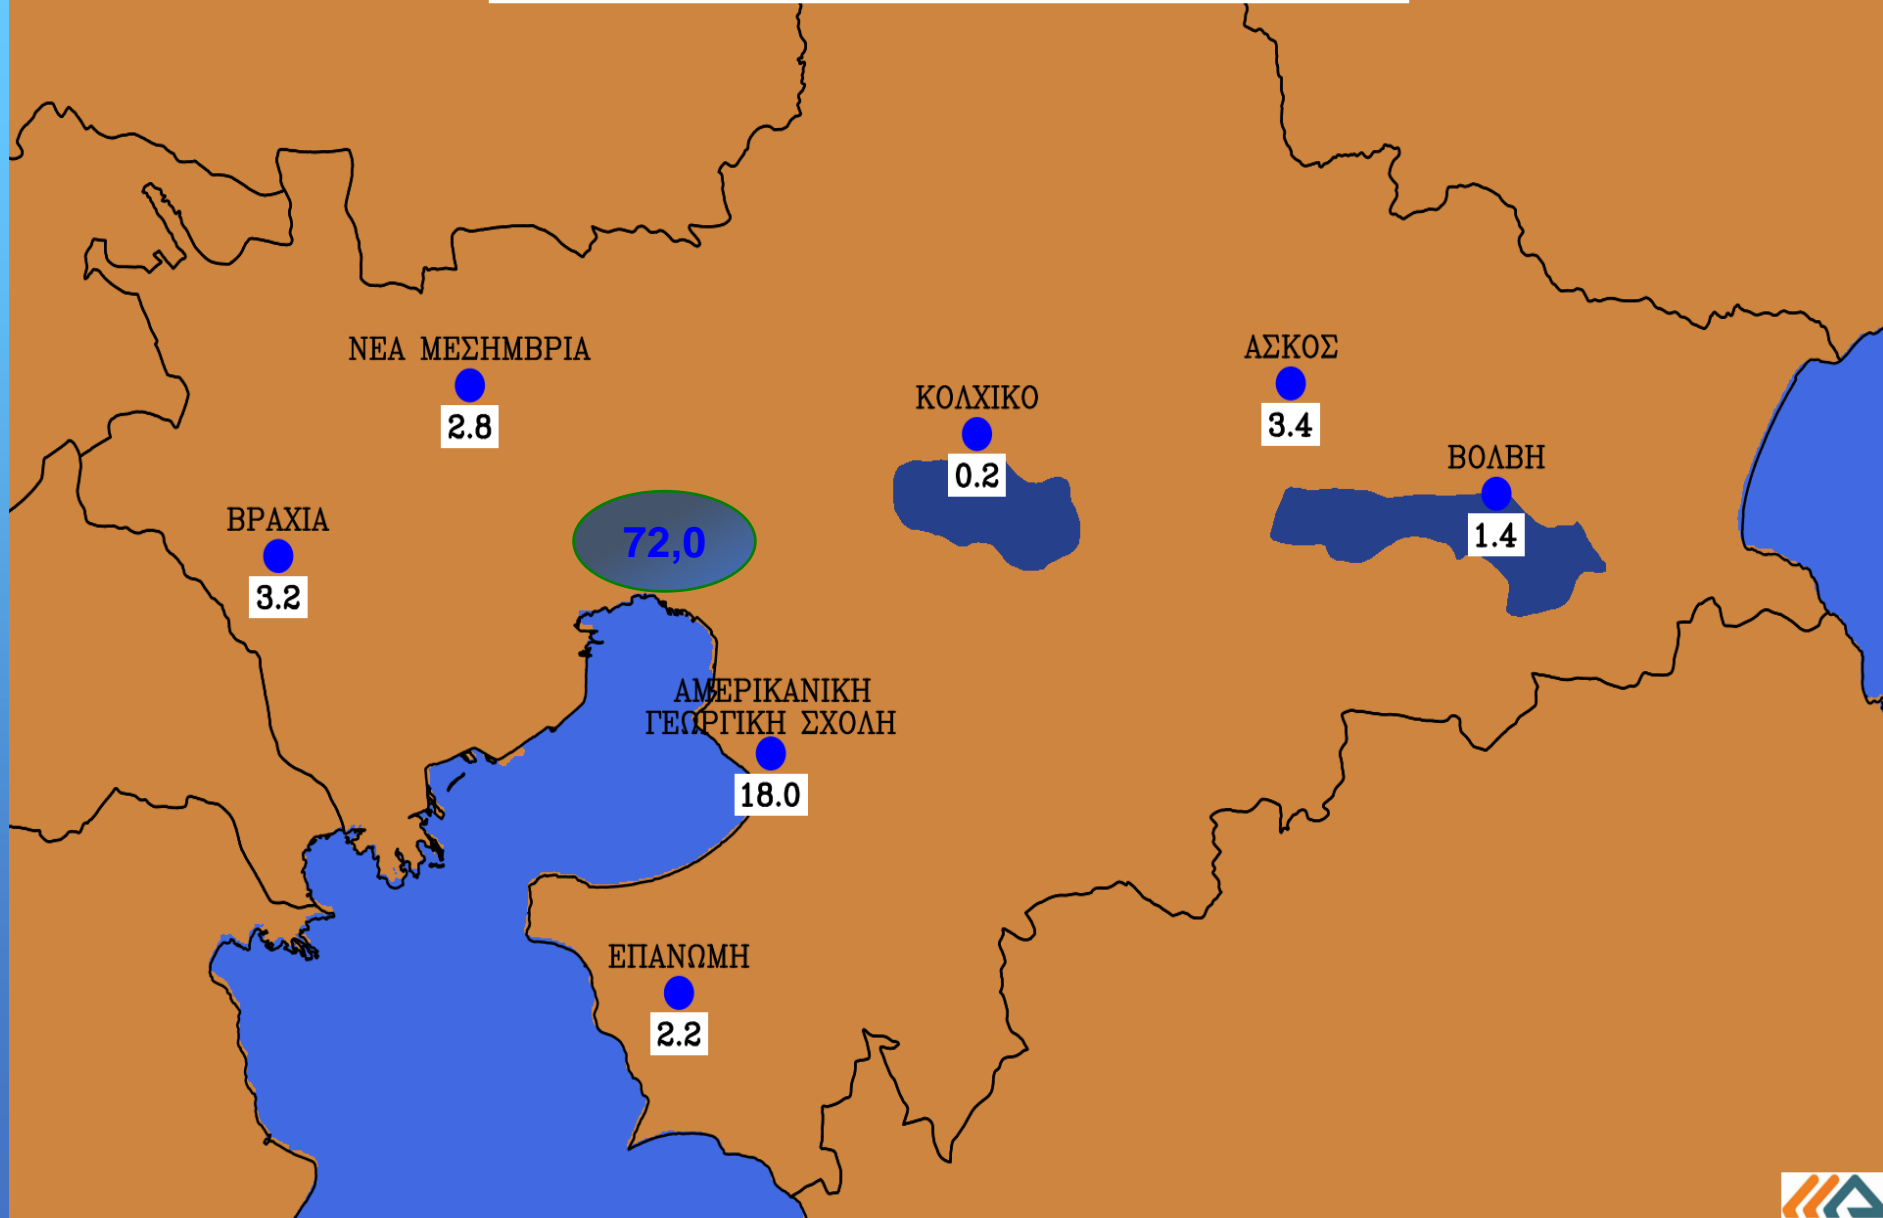 ΝΕΑ ΜΕΣΗΜΒΡΙΑ
2.8
ΑΣΚΟΣ
3.4
ΚΟΛΧΙΚΟ
0.2
ΒΟΛΒΗ
1.4
ΒΡΑΧΙΑ
3.2
72,0
ΑΜΕΡΙΚΑΝΙΚΗ
ΓΕΩΡΓΙΚΗ ΣΧΟΛΗ
18.0
ΕΠΑΝΩΜΗ
2.2